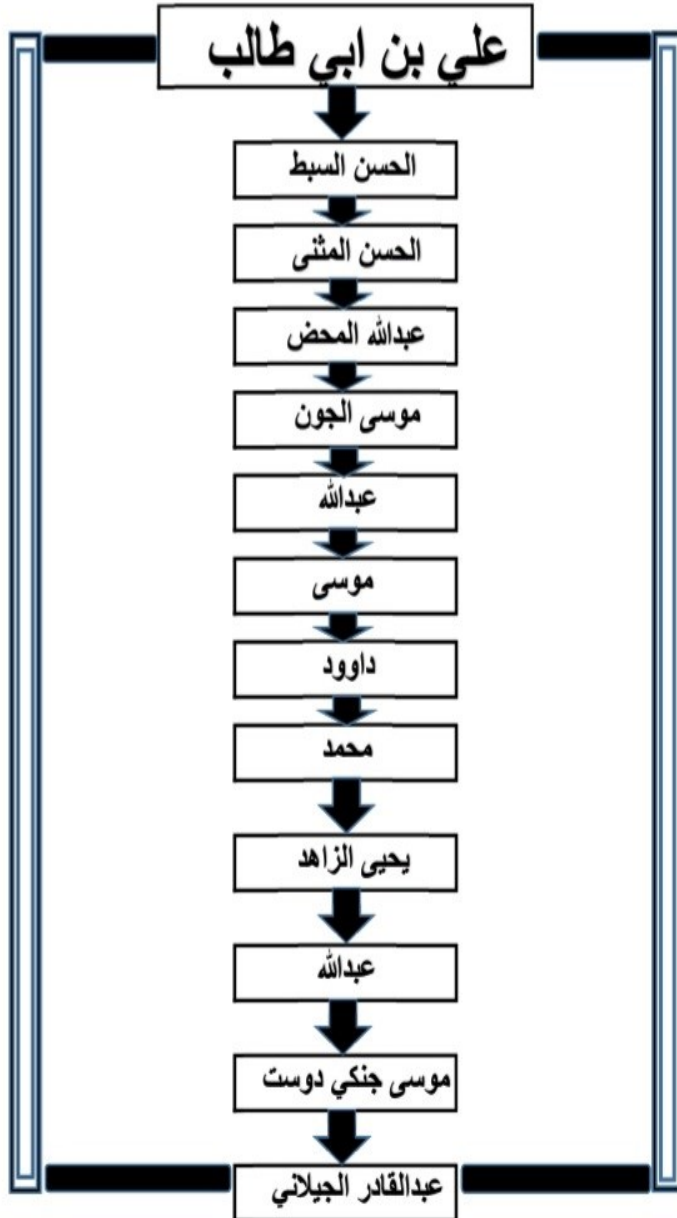 علي بن ابي طالب
الحسن السبط
الحسن المثنى
عبدالله المحض
موسى الجون
عبدالله
موسى
داوود
محمد
يحيى الزاهد
عبدالله
موسى جنكي دوست
عبدالقادر الجيلاني